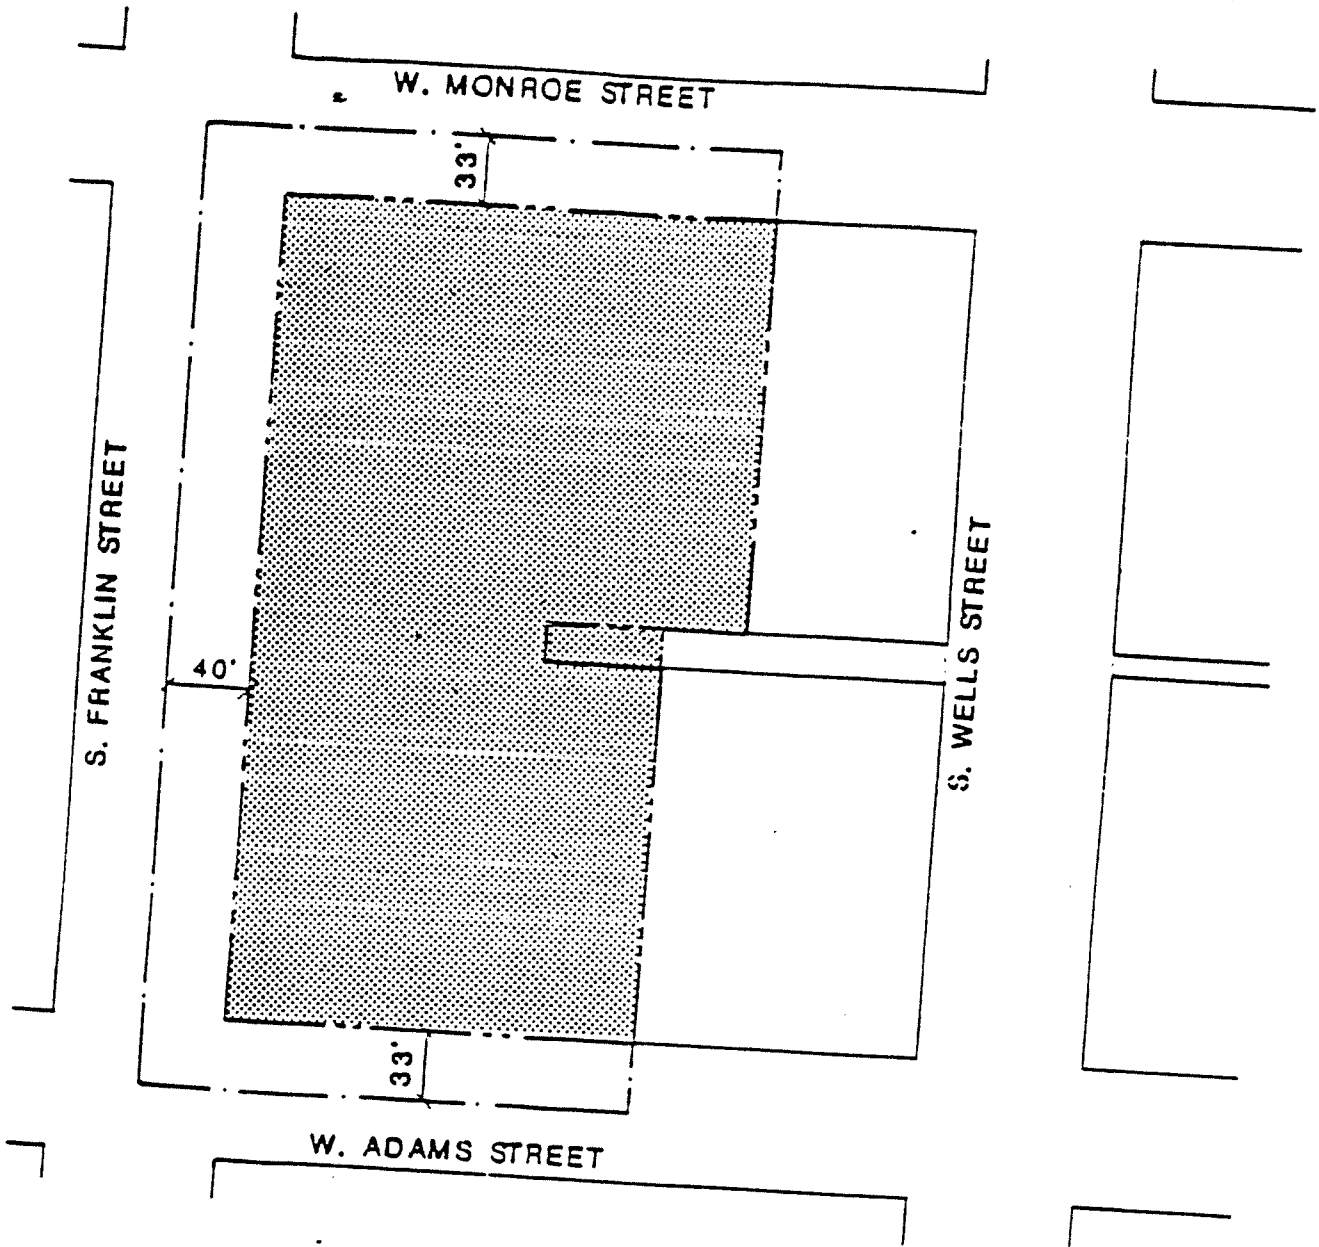 W. MONROE STREET
33'
S. FRANKLIN STREET
40'
S. WELLS STREET
33'
W. ADAMS STREET